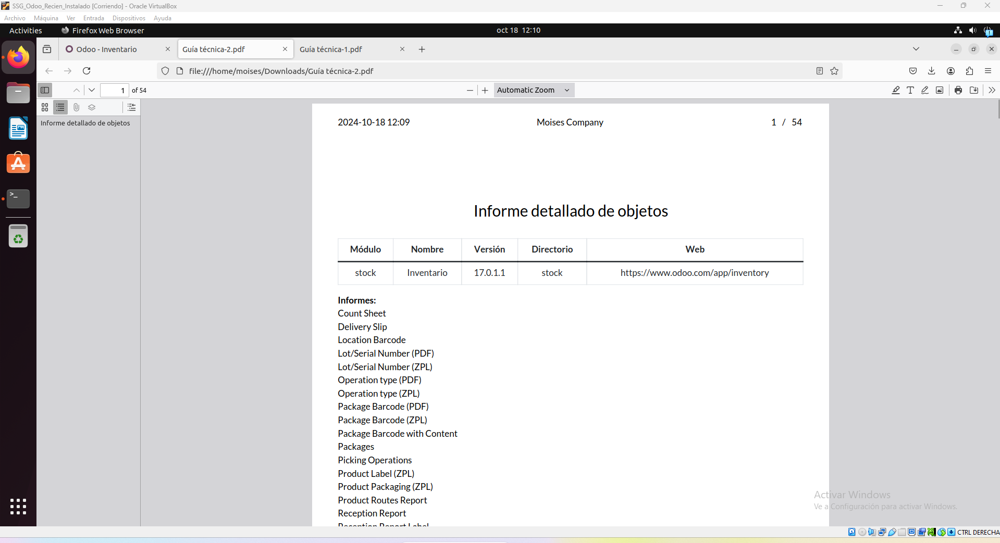 SSG_Odoo_Recien_Instalado [Corriendo] - Oracle VirtualBox
Archivo Máquina Ver Entrada Dispositivos Ayuda
Activities Firefox Web Browser oct 18 12:10
Odoo - Inventario Guía técnica-2.pdf Guía técnica-1.pdf
file:///home/moises/Downloads/Guía técnica-2.pdf
1 of 54 Automatic Zoom
Informe detallado de objetos
2024-10-18 12:09 Moises Company 1 / 54
Informe detallado de objetos
Módulo Nombre Versión Directorio Web
stock Inventario 17.0.1.1 stock https://www.odoo.com/app/inventory
Informes:
Count Sheet
Delivery Slip
Location Barcode
Lot/Serial Number (PDF)
Lot/Serial Number (ZPL)
Operation type (PDF)
Operation type (ZPL)
Package Barcode (PDF)
Package Barcode (ZPL)
Package Barcode with Content
Packages
Picking Operations
Product Label (ZPL)
Product Packaging (ZPL)
Product Routes Report
Reception Report
Reception Report Label
Activar Windows
Ve a Configuración para activar Windows.
CTRL DERECHA